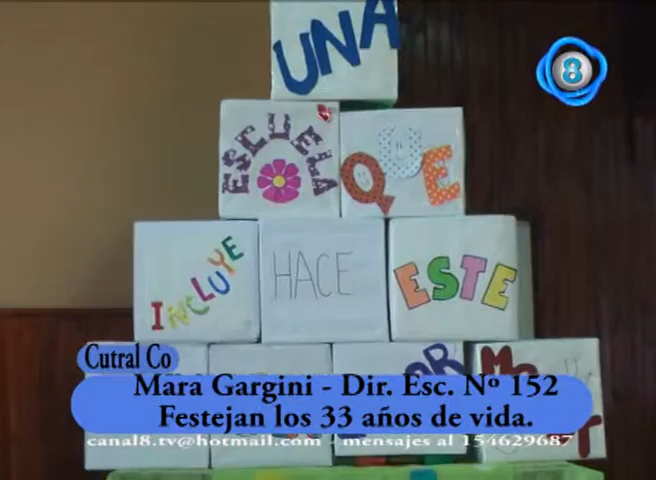 UNA
8
ESCUELA QUE
INCLUYE HACE ESTE
Cutral Co
Mara Gargini - Dir. Esc. Nº 152
Festejan los 33 años de vida.
canal8.tv@hotmail.com - mensajes al 154629687